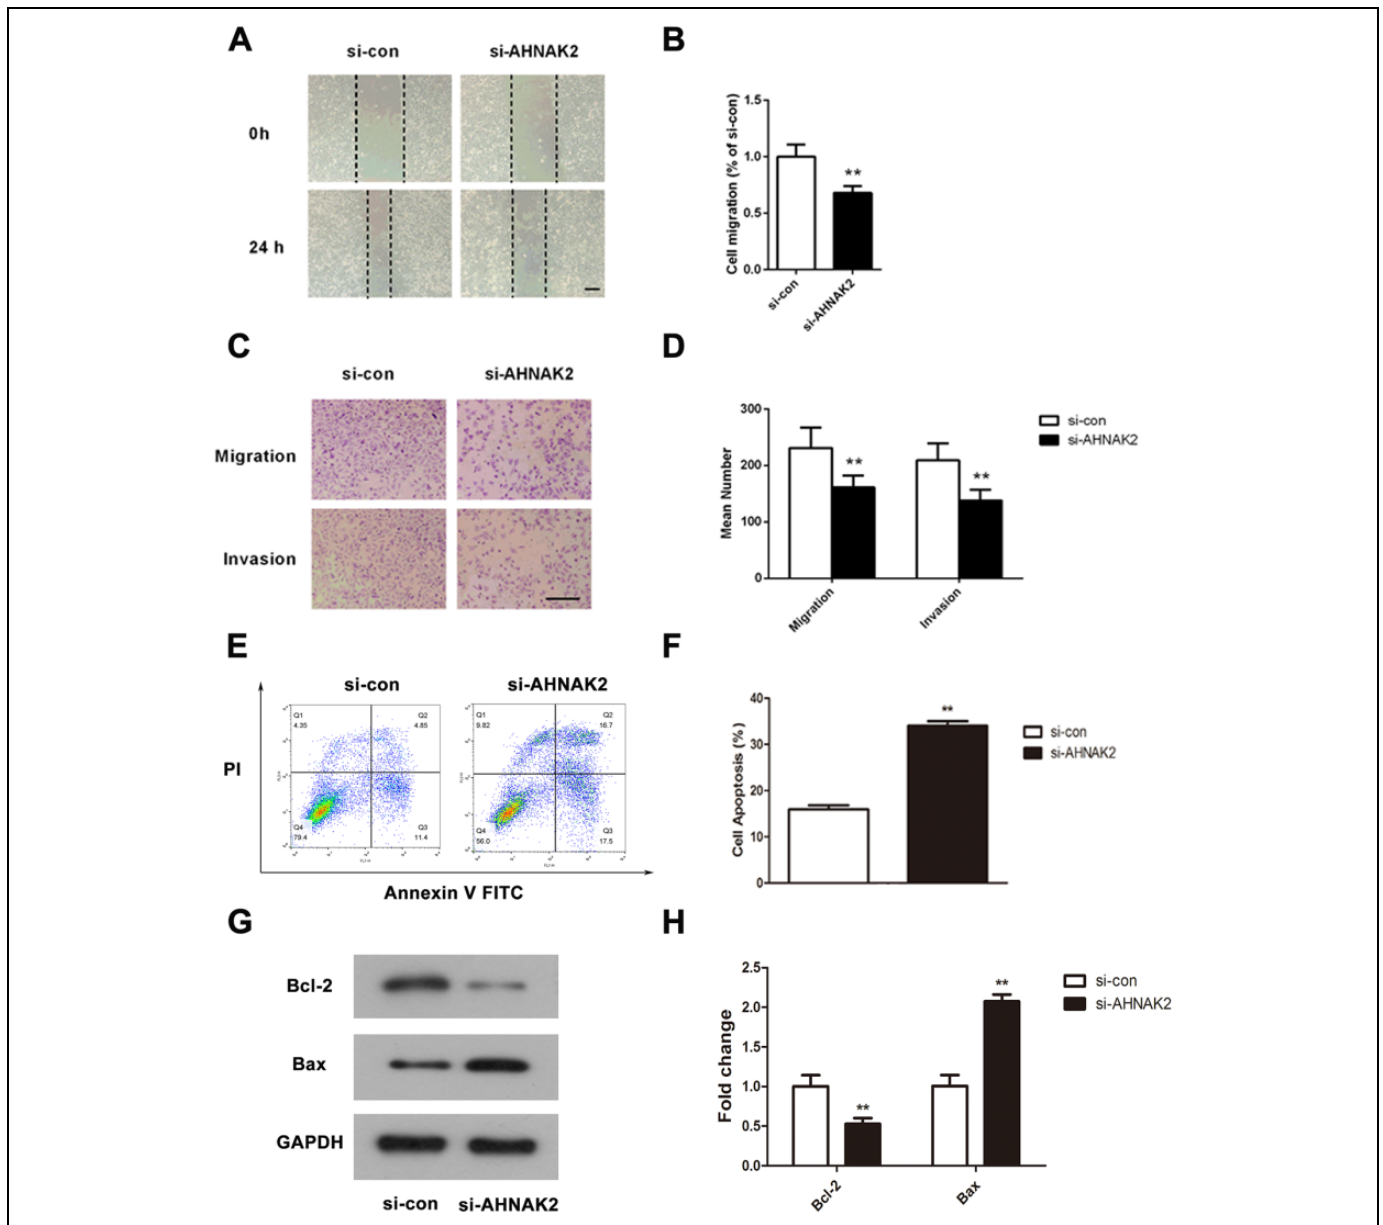 A
si-con
si-AHNAK2
0h
24 h
B
Cell migration (% of si-con)
1.5
1.0
0.5
0.0
si-con
si-AHNAK2
**
C
si-con
si-AHNAK2
Migration
Invasion
D
Mean Number
300
200
100
0
**
**
Migration
Invasion
si-con
si-AHNAK2
E
si-con
si-AHNAK2
PI
Q1
4.35
Q2
4.85
Q4
79.4
Q3
11.4
Q1
9.82
Q2
16.7
Q4
56.0
Q3
17.5
Annexin V FITC
F
Cell Apoptosis (%)
40
30
20
10
0
**
si-con
si-AHNAK2
G
Bcl-2
Bax
GAPDH
si-con
si-AHNAK2
H
Fold change
2.5
2.0
1.5
1.0
0.5
0.0
**
**
Bcl-2
Bax
si-con
si-AHNAK2